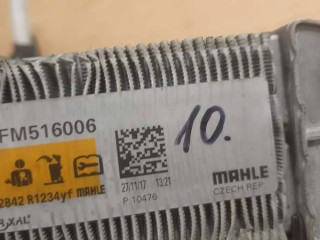 FM516006
10.
2842 R1234yf MAHLE
27/11/17 13:21
P 10476
MAHLE
CZECH REP